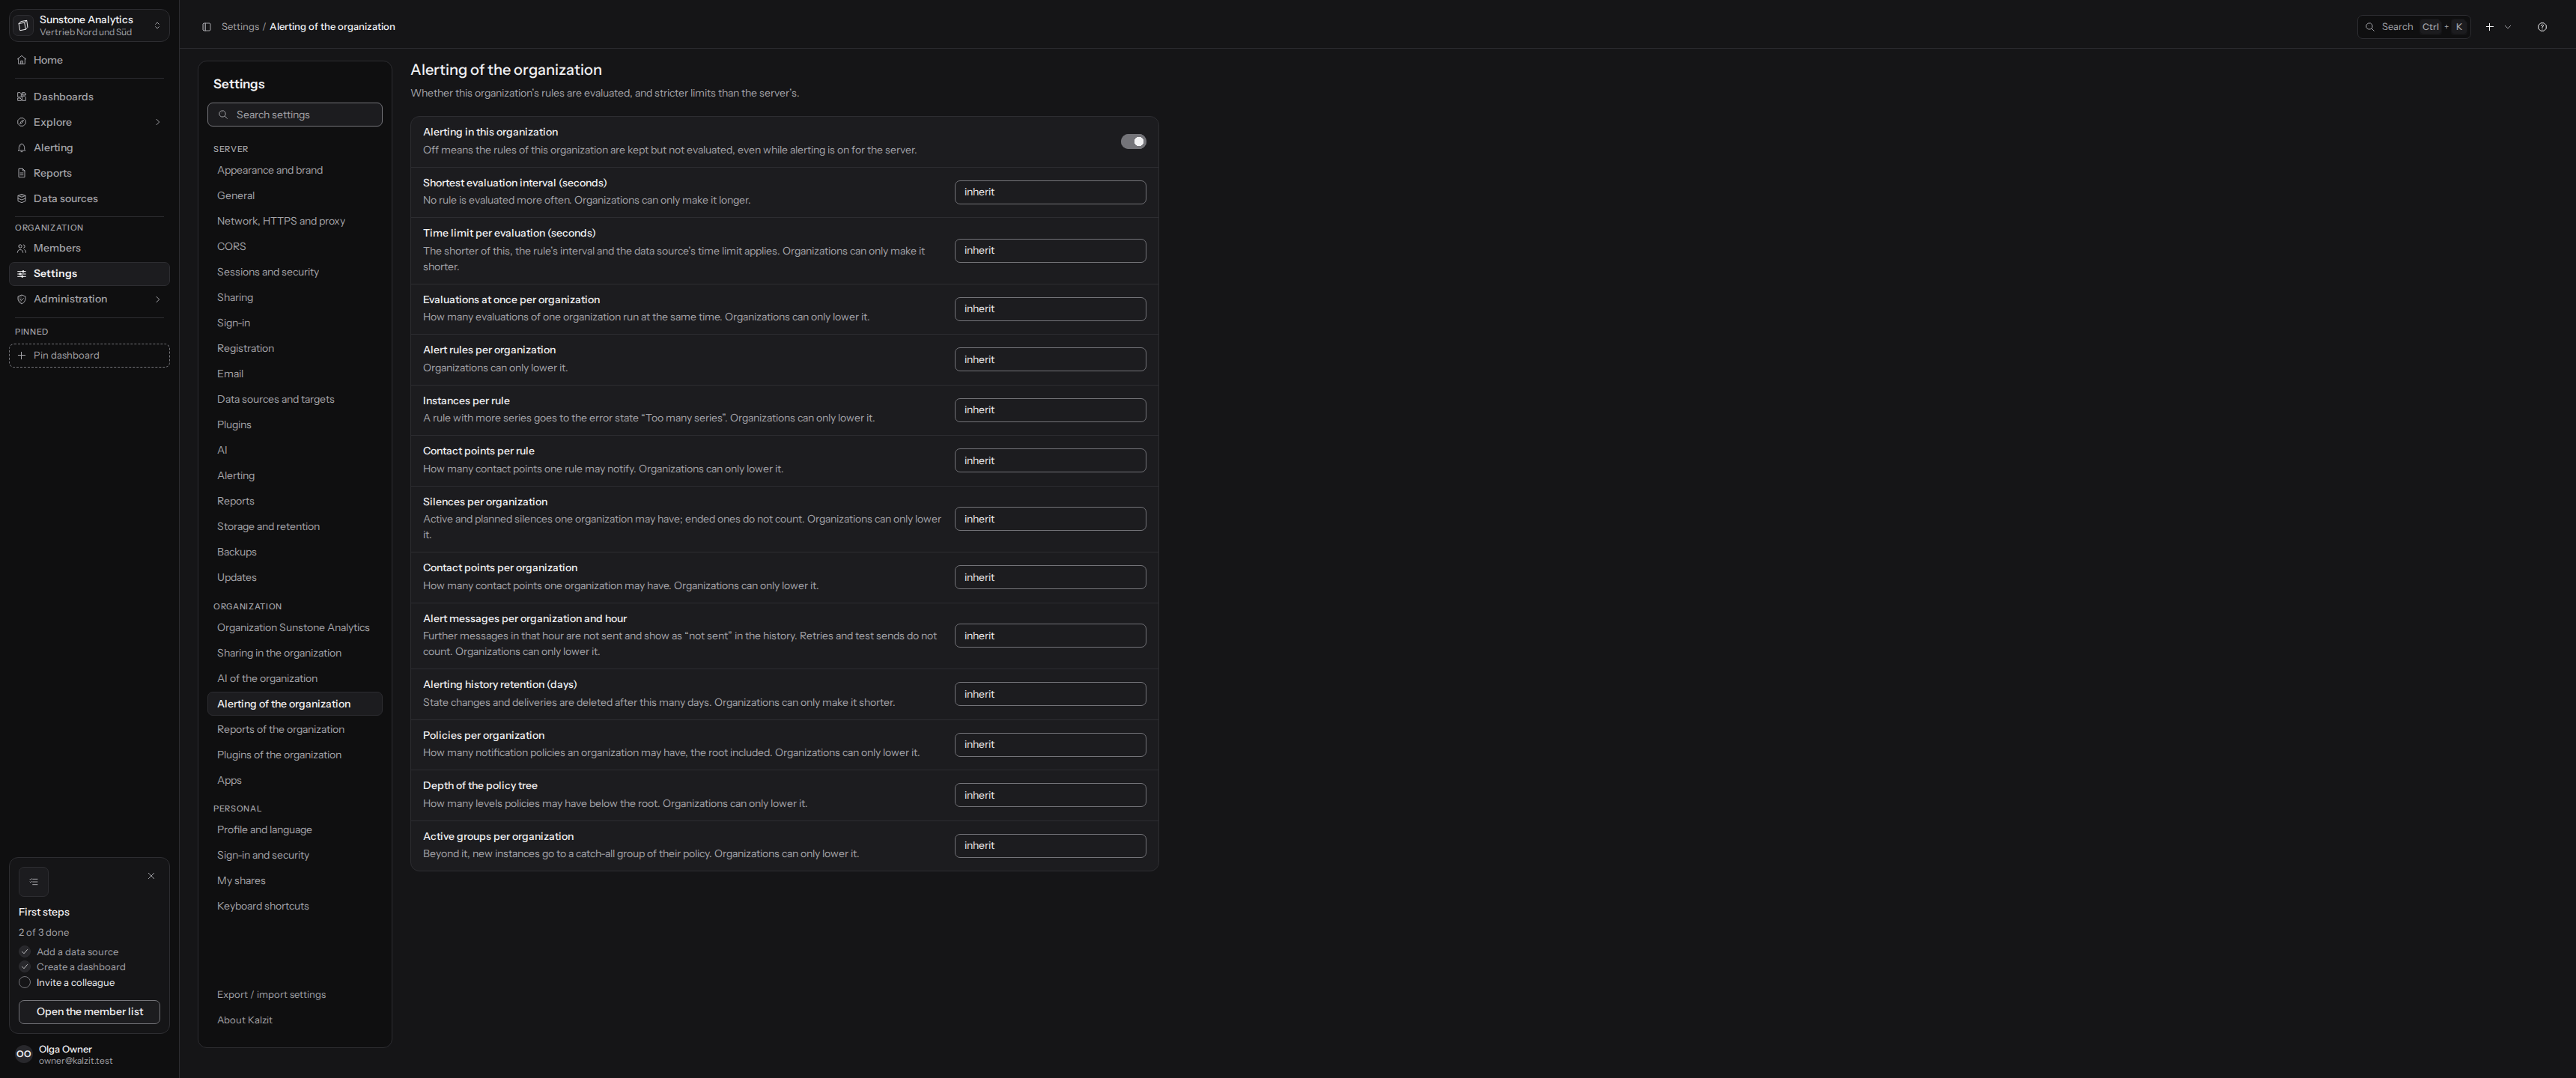 Sunstone Analytics
Vertrieb Nord und Süd
Home
Dashboards
Explore
Alerting
Reports
Data sources
ORGANIZATION
Members
Settings
Administration
PINNED
Pin dashboard
First steps
2 of 3 done
Add a data source
Create a dashboard
Invite a colleague
Open the member list
OO
Olga Owner
owner@kalzit.test
Settings / Alerting of the organization
Search Ctrl + K
Settings
Search settings
SERVER
Appearance and brand
General
Network, HTTPS and proxy
CORS
Sessions and security
Sharing
Sign-in
Registration
Email
Data sources and targets
Plugins
AI
Alerting
Reports
Storage and retention
Backups
Updates
ORGANIZATION
Organization Sunstone Analytics
Sharing in the organization
AI of the organization
Alerting of the organization
Reports of the organization
Plugins of the organization
Apps
PERSONAL
Profile and language
Sign-in and security
My shares
Keyboard shortcuts
Export / import settings
About Kalzit
Alerting of the organization
Whether this organization's rules are evaluated, and stricter limits than the server's.
Alerting in this organization
Off means the rules of this organization are kept but not evaluated, even while alerting is on for the server.
Shortest evaluation interval (seconds)
No rule is evaluated more often. Organizations can only make it longer.
inherit
Time limit per evaluation (seconds)
The shorter of this, the rule's interval and the data source's time limit applies. Organizations can only make it
shorter.
inherit
Evaluations at once per organization
How many evaluations of one organization run at the same time. Organizations can only lower it.
inherit
Alert rules per organization
Organizations can only lower it.
inherit
Instances per rule
A rule with more series goes to the error state “Too many series”. Organizations can only lower it.
inherit
Contact points per rule
How many contact points one rule may notify. Organizations can only lower it.
inherit
Silences per organization
Active and planned silences one organization may have; ended ones do not count. Organizations can only lower
it.
inherit
Contact points per organization
How many contact points one organization may have. Organizations can only lower it.
inherit
Alert messages per organization and hour
Further messages in that hour are not sent and show as “not sent” in the history. Retries and test sends do not
count. Organizations can only lower it.
inherit
Alerting history retention (days)
State changes and deliveries are deleted after this many days. Organizations can only make it shorter.
inherit
Policies per organization
How many notification policies an organization may have, the root included. Organizations can only lower it.
inherit
Depth of the policy tree
How many levels policies may have below the root. Organizations can only lower it.
inherit
Active groups per organization
Beyond it, new instances go to a catch-all group of their policy. Organizations can only lower it.
inherit